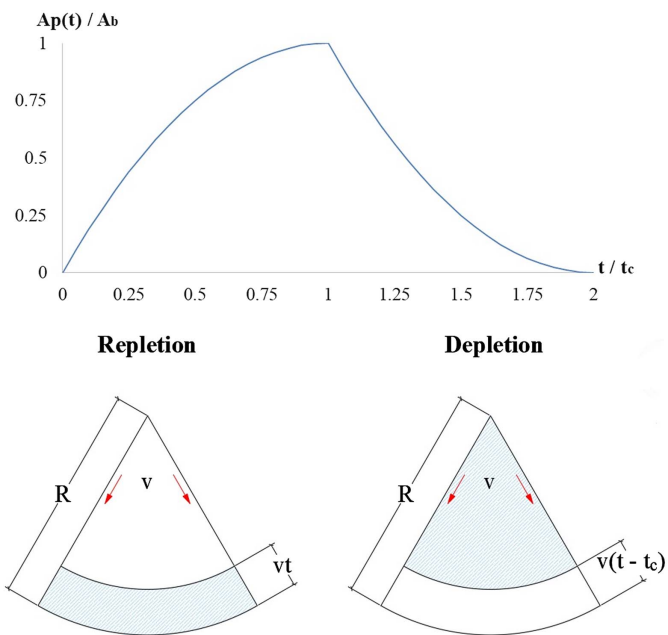 Ap(t) / Ab
1
0.75
0.5
0.25
0
0 0.25 0.5 0.75 1 1.25 1.5 1.75 2
t / tc
Repletion Depletion
R v vt
R v v(t - tc)